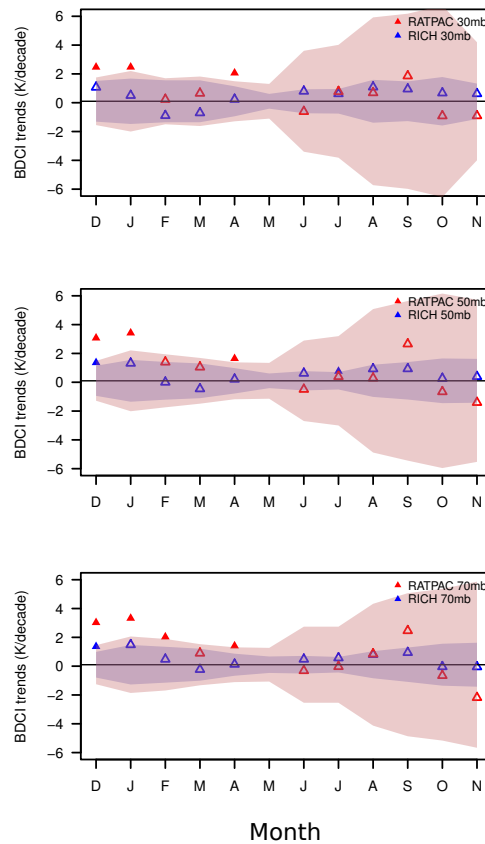 6
4
2
0
−2
−4
−6
BDCI trends (K/decade)
RATPAC 30mb
RICH 30mb
D J F M A M J J A S O N
6
4
2
0
−2
−4
−6
BDCI trends (K/decade)
RATPAC 50mb
RICH 50mb
D J F M A M J J A S O N
6
4
2
0
−2
−4
−6
BDCI trends (K/decade)
RATPAC 70mb
RICH 70mb
D J F M A M J J A S O N
Month